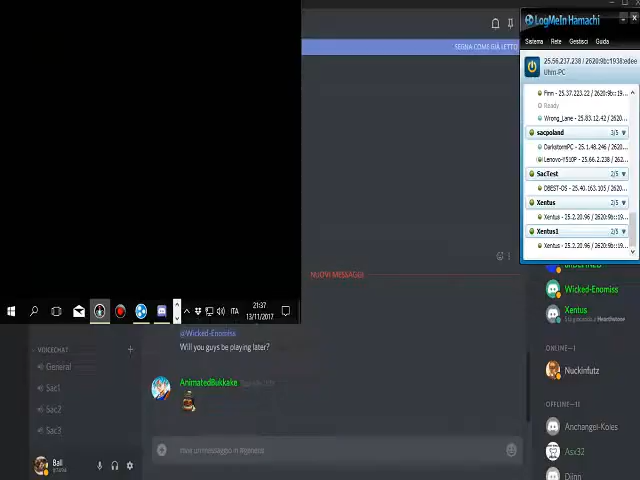 SEGNA COME GIÀ LETTO
LogMeIn Hamachi
Sistema Rete Gestisci Guida
25.56.237.238 / 2620:9b::1938:edee
Uhm-PC
Finn - 25.37.223.22 / 2620:9b::19...
Ready
Wrong_Lane - 25.83.12.42 / 2620...
sacpoland 3/5
DarkstormPC - 25.1.48.246 / 2620...
Lenovo-Y510P - 25.66.2.238 / 262...
SacTest 2/5
DBEST-OS - 25.40.163.105 / 2620...
Xentus 2/5
Xentus - 25.2.20.96 / 2620:9b::19...
Xentus1 2/5
Xentus - 25.2.20.96 / 2620:9b::19...
NUOVI MESSAGGI
ITA
21:37
13/11/2017
@Wicked-Enomiss
Will you guys be playing later?
AnimatedBukkake
VOICECHAT
General
Sac1
Sac2
Sac3
Ball
Wicked-Enomiss
Xentus
Hearthstone
ONLINE—1
Nuckinfutz
OFFLINE—11
Anchangel-Koles
Asx32
Djinn